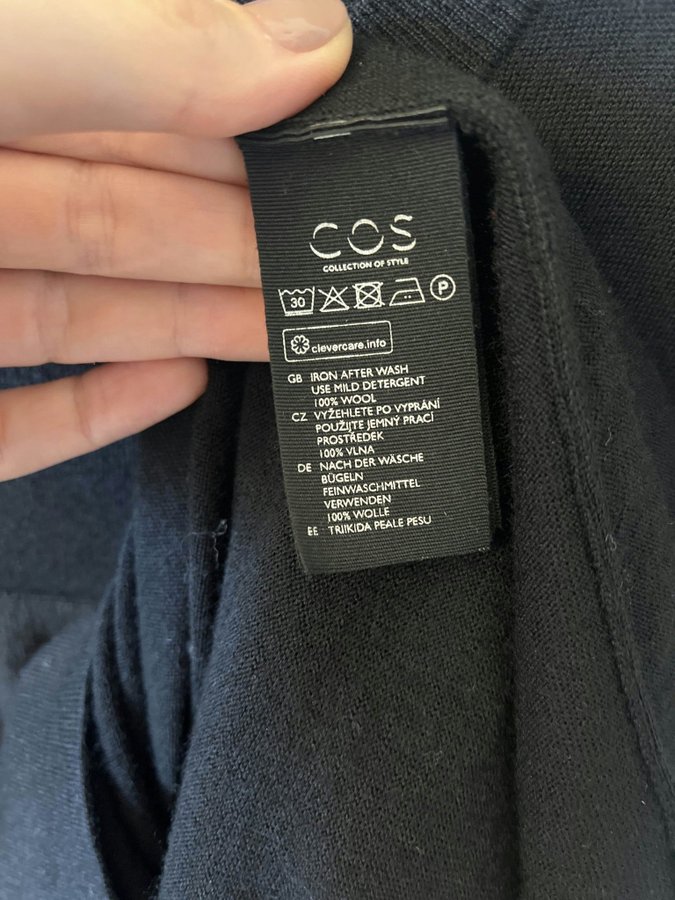 COS
COLLECTION OF STYLE
30 P
clevercare.info
GB IRON AFTER WASH
USE MILD DETERGENT
100% WOOL
CZ VYŽEHLETE PO VYPRÁNÍ
POUŽIJTE JEMNÝ PRACÍ
PROSTŘEDEK
100% VLNA
DE NACH DER WÄSCHE
BÜGELN
FEINWASCHMITTEL
VERWENDEN
100% WOLLE
EE TRIIKIDA PEALE PESU